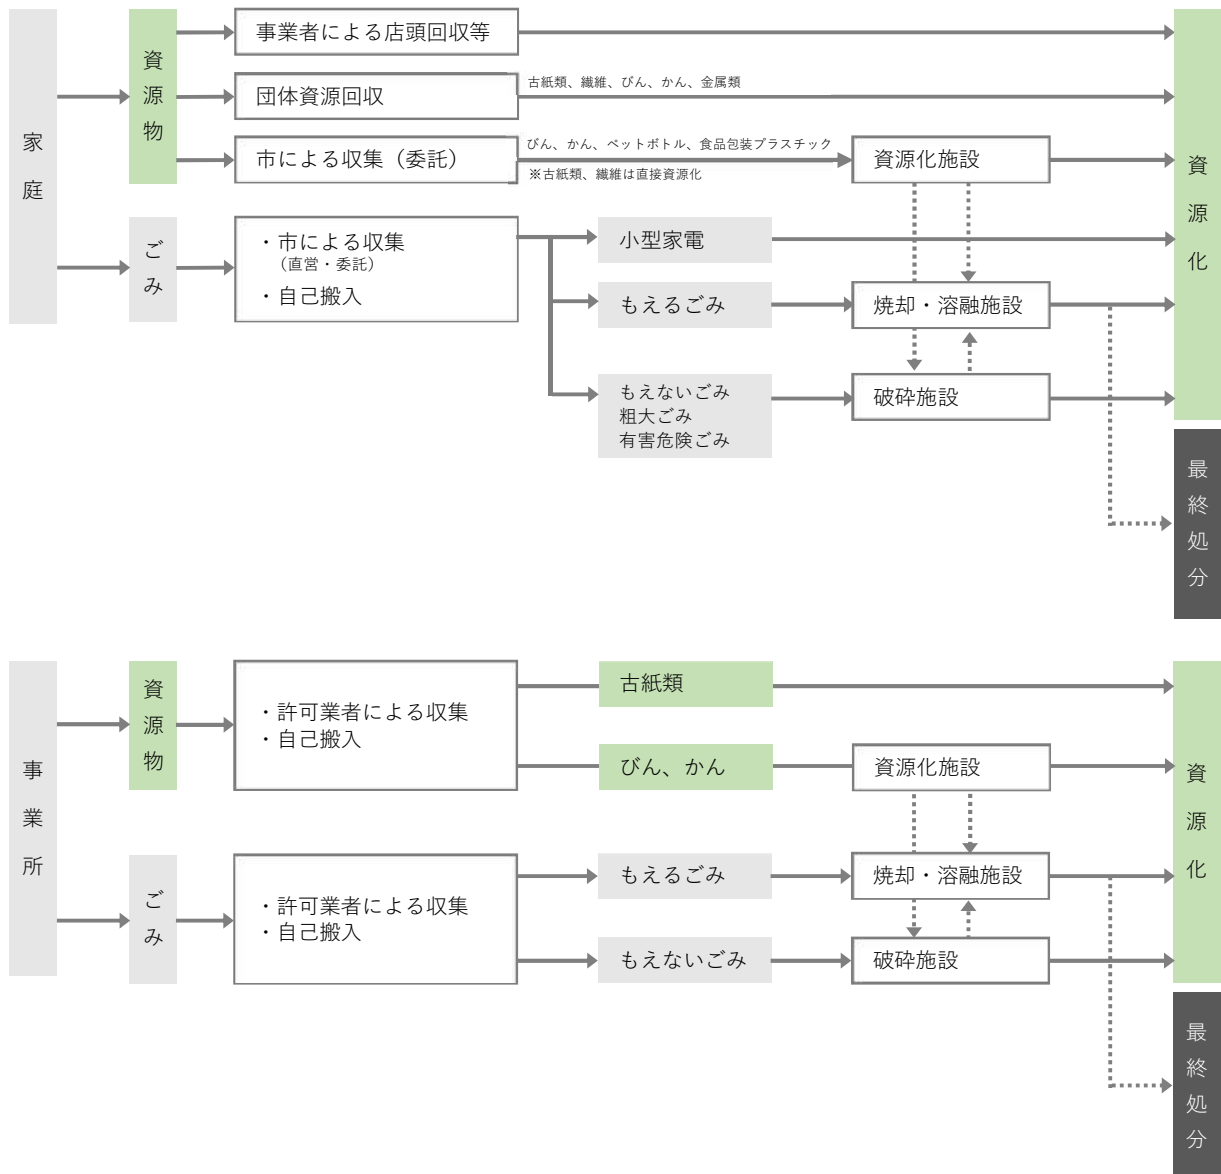 家庭
資源物
事業者による店頭回収等
団体資源回収
古紙類、繊維、びん、かん、金属類
市による収集（委託）
びん、かん、ペットボトル、食品包装プラスチック
※古紙類、繊維は直接資源化
資源化施設
ごみ
・市による収集
（直営・委託）
・自己搬入
小型家電
もえるごみ
焼却・溶融施設
もえないごみ
粗大ごみ
有害危険ごみ
破砕施設
資源化
最終処分
事業所
資源物
・許可業者による収集
・自己搬入
古紙類
びん、かん
資源化施設
ごみ
・許可業者による収集
・自己搬入
もえるごみ
焼却・溶融施設
もえないごみ
破砕施設
資源化
最終処分